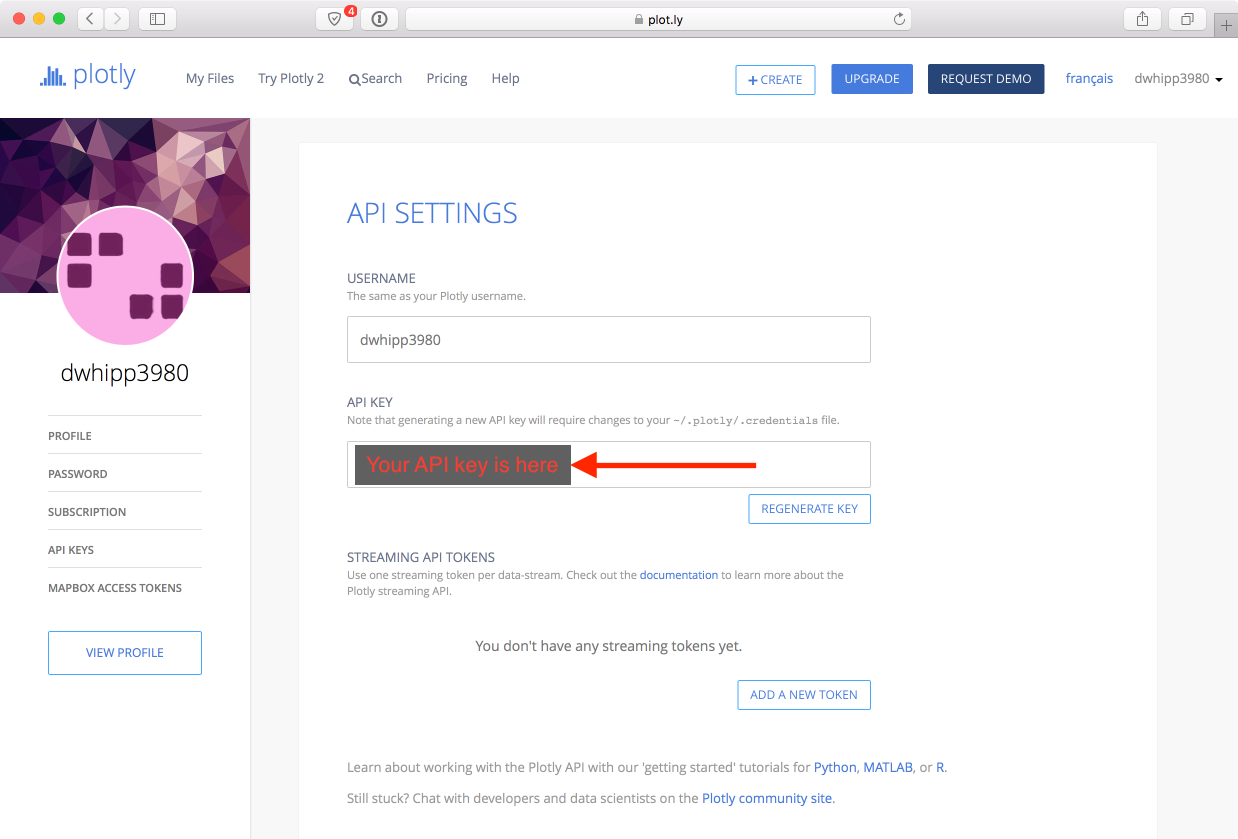 4
plot.ly
plotly
My Files
Try Plotly 2
Search
Pricing
Help
+ CREATE
UPGRADE
REQUEST DEMO
français
dwhipp3980
dwhipp3980
PROFILE
PASSWORD
SUBSCRIPTION
API KEYS
MAPBOX ACCESS TOKENS
VIEW PROFILE
API SETTINGS
USERNAME
The same as your Plotly username.
dwhipp3980
API KEY
Note that generating a new API key will require changes to your ~/.plotly/.credentials file.
Your API key is here
REGENERATE KEY
STREAMING API TOKENS
Use one streaming token per data-stream. Check out the documentation to learn more about the
Plotly streaming API.
You don't have any streaming tokens yet.
ADD A NEW TOKEN
Learn about working with the Plotly API with our 'getting started' tutorials for Python, MATLAB, or R.
Still stuck? Chat with developers and data scientists on the Plotly community site.